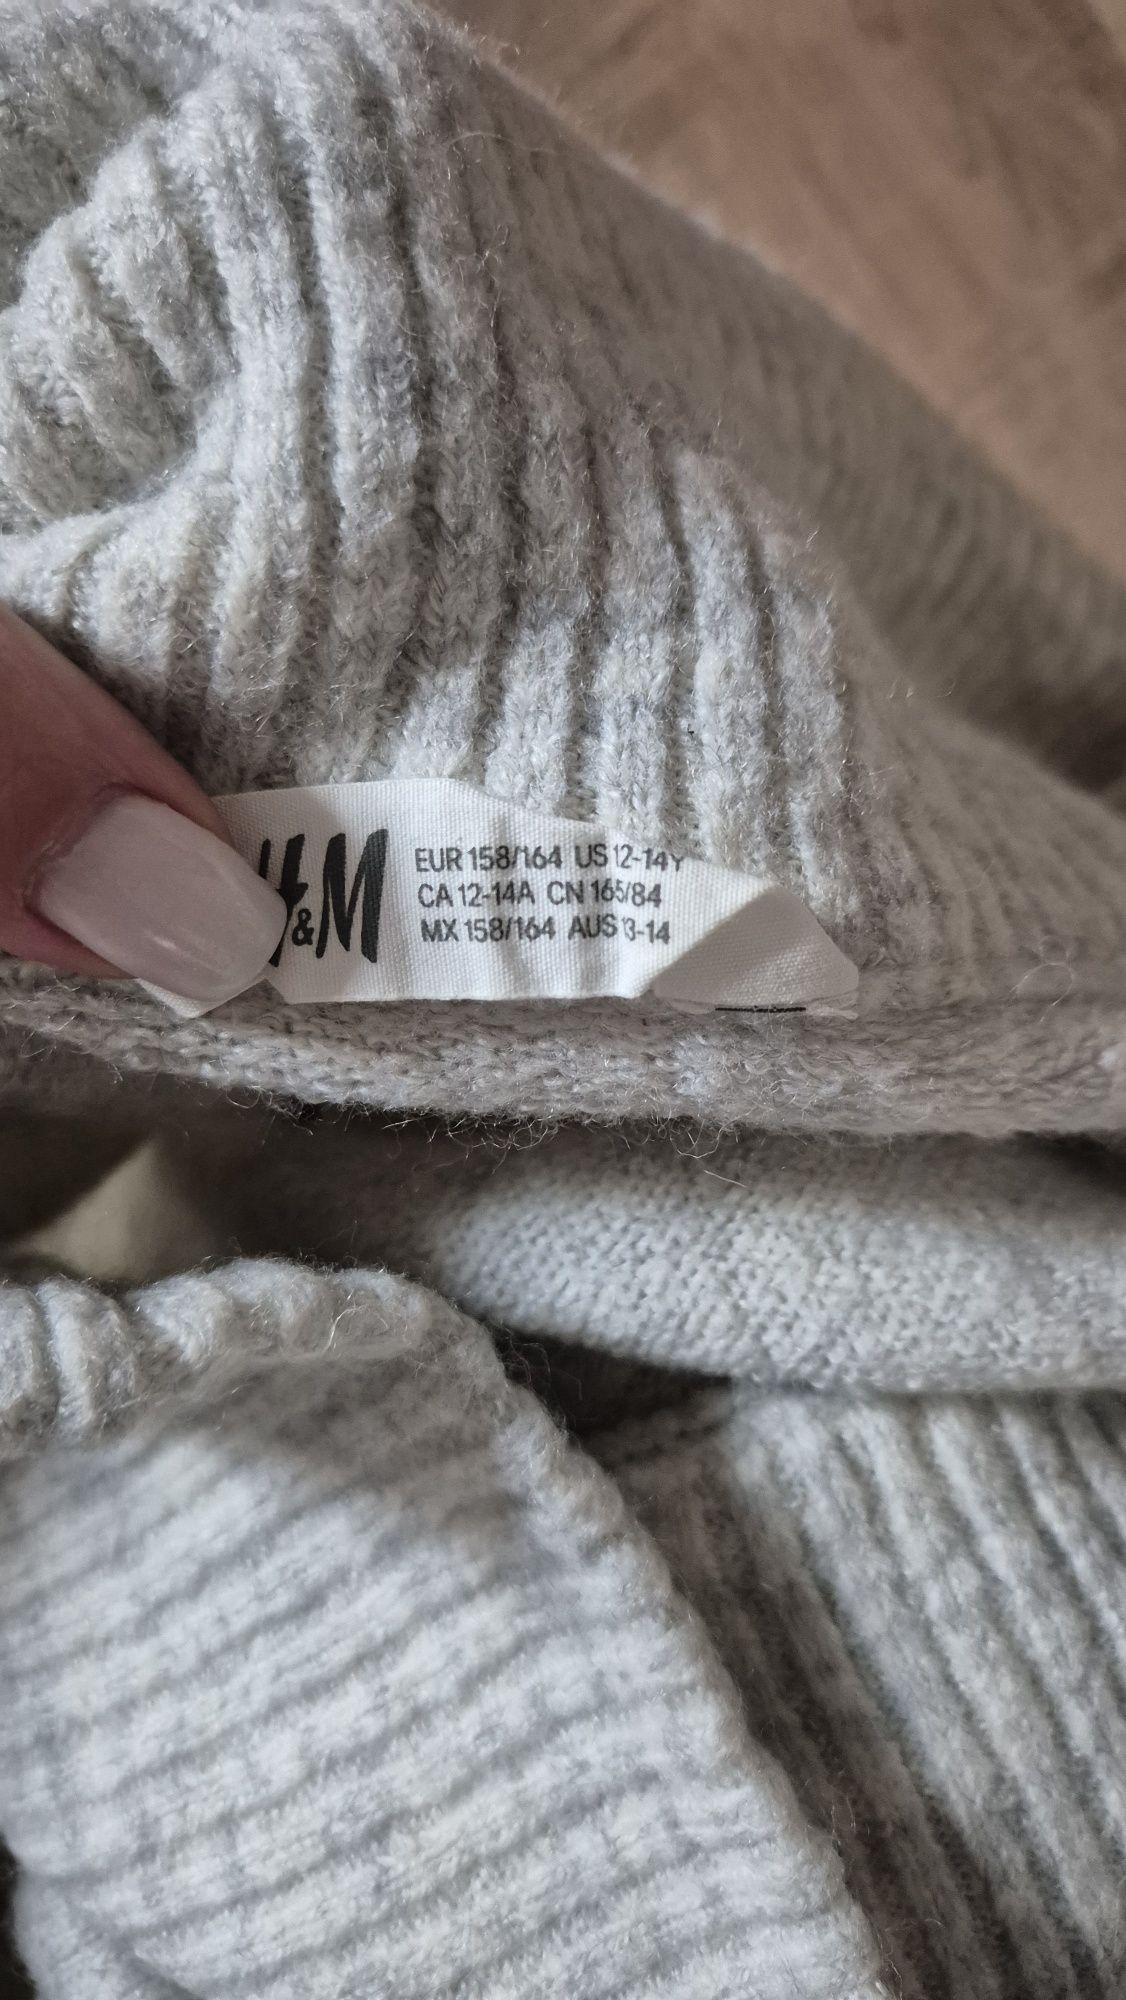 H&M
EUR 158/164 US 12-14Y
CA 12-14A CN 165/84
MX 158/164 AUS 13-14